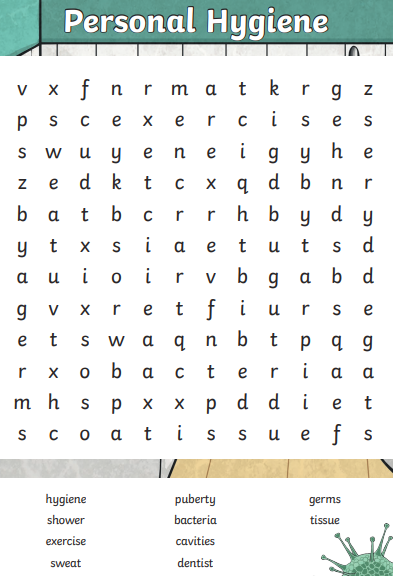 Personal Hygiene
v x f n r m a t k r g z
p s c e x e r c i s e s
s w u y e n e i g y h e
z e d k t c x q d b n r
b a t b c r r h b y d y
y t x s i a e t u t s d
a u i o i r v b g a b d
g v x r e t f i u r s e
e t s w a q n b t p q g
r x o b a c t e r i a a
m h s p x x p d d i e t
s c o a t i s s u e f s
hygiene puberty germs
shower bacteria tissue
exercise cavities
sweat dentist